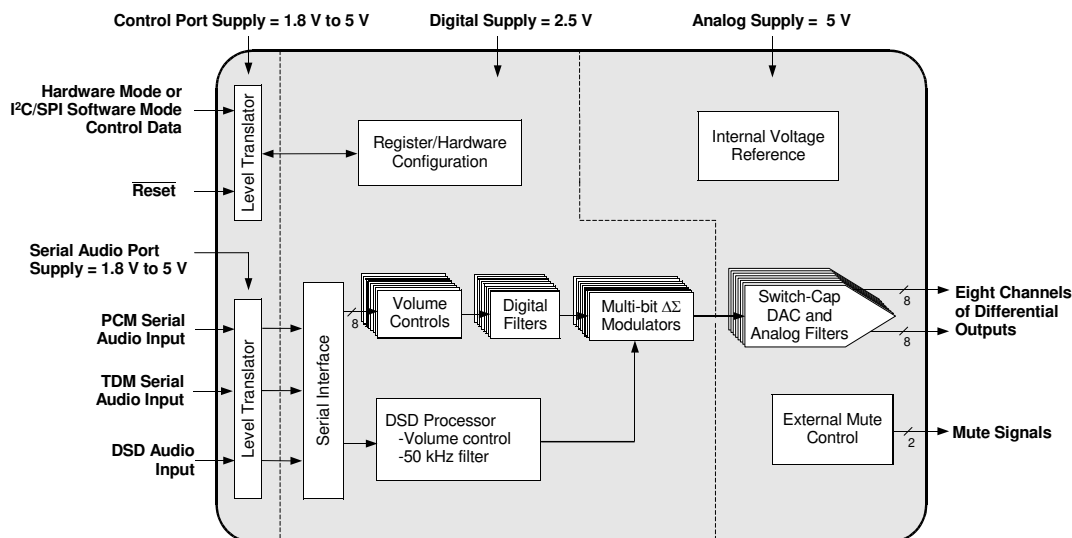 Control Port Supply = 1.8 V to 5 V
Digital Supply = 2.5 V
Analog Supply = 5 V
Hardware Mode or
I²C/SPI Software Mode
Control Data
Reset
Level Translator
Register/Hardware
Configuration
Internal Voltage
Reference
Serial Audio Port
Supply = 1.8 V to 5 V
PCM Serial
Audio Input
TDM Serial
Audio Input
DSD Audio
Input
Level Translator
Serial Interface
8
Volume
Controls
Digital
Filters
Multi-bit ΔΣ
Modulators
Switch-Cap
DAC and
Analog Filters
8
8
Eight Channels
of Differential
Outputs
DSD Processor
-Volume control
-50 kHz filter
External Mute
Control
2
Mute Signals